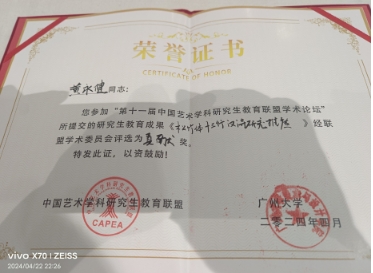 荣誉证书
CERTIFICATE OF HONOR
黄永健同志：
您参加“第十一届中国艺术学科研究生教育联盟学术论坛”
所提交的研究生教育成果《 》经联
盟学术委员会评选为 奖。
特发此证，以资鼓励！
中国艺术学科研究生教育联盟 广州大学
CAPEA 二〇二四年四月
vivo X70 | ZEISS
2024/04/22 22:26